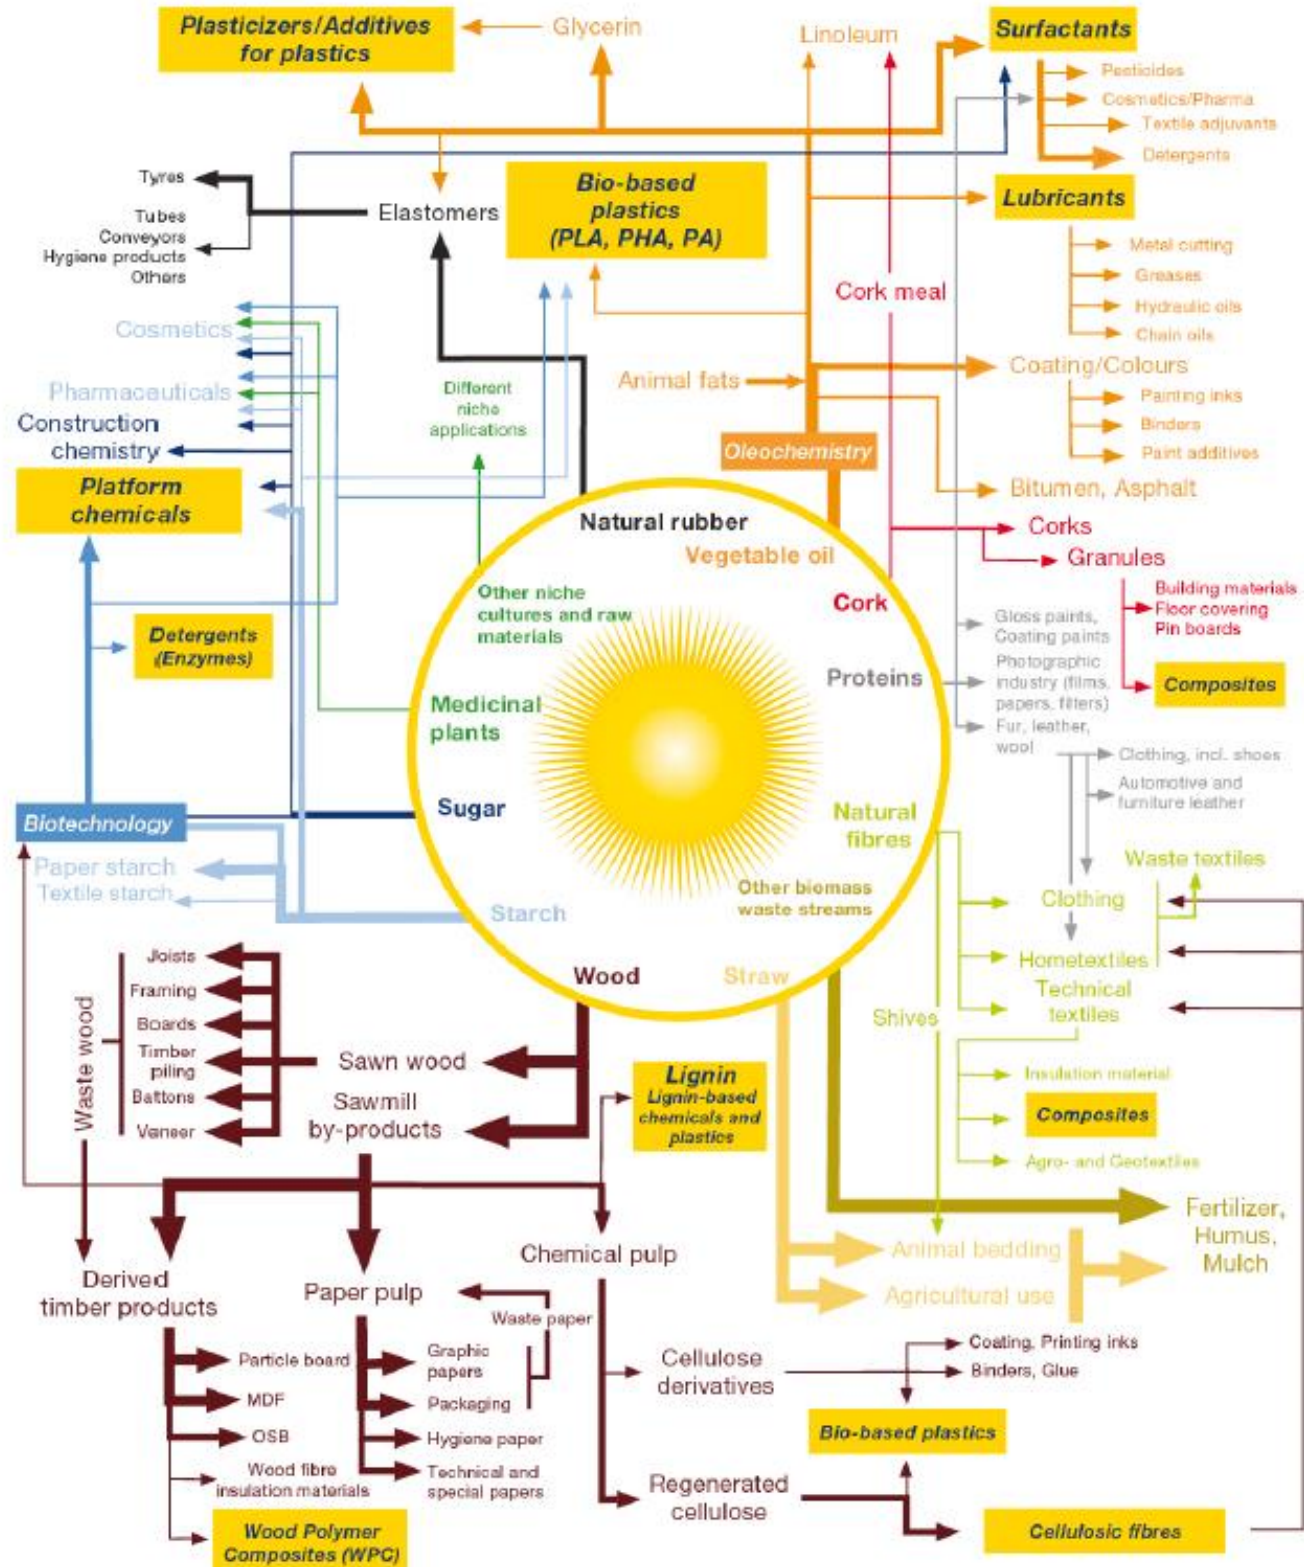 Plasticizers/Additives
for plastics
Glycerin
Linoleum
Surfactants
Pesticides
Cosmetics/Pharma
Textile adjuvants
Detergents
Tyres
Tubes
Conveyors
Hygiene products
Others
Elastomers
Bio-based
plastics
(PLA, PHA, PA)
Lubricants
Metal cutting
Greases
Hydraulic oils
Chain oils
Cork meal
Cosmetics
Pharmaceuticals
Construction
chemistry
Platform
chemicals
Different
niche
applications
Animal fats
Oleochemistry
Coating/Colours
Painting inks
Binders
Paint additives
Bitumen, Asphalt
Corks
Granules
Building materials
Floor covering
Pin boards
Composites
Natural rubber
Vegetable oil
Cork
Other niche
cultures and raw
materials
Proteins
Gloss paints,
Coating paints
Photographic
industry (films,
papers, filters)
Fur, leather,
wool
Clothing, incl. shoes
Automotive and
furniture leather
Detergents
(Enzymes)
Medicinal
plants
Sugar
Natural
fibres
Biotechnology
Paper starch
Textile starch
Starch
Other biomass
waste streams
Waste textiles
Clothing
Hometextiles
Technical
textiles
Wood
Straw
Shives
Joists
Framing
Boards
Timber
piling
Battons
Veneer
Waste wood
Sawn wood
Sawmill
by-products
Lignin
Lignin-based
chemicals and
plastics
Insulation material
Composites
Agro- and Geotextiles
Fertilizer,
Humus,
Mulch
Animal bedding
Agricultural use
Derived
timber products
Paper pulp
Chemical pulp
Waste paper
Particle board
MDF
OSB
Wood fibre
insulation materials
Wood Polymer
Composites (WPC)
Graphic
papers
Packaging
Hygiene paper
Technical and
special papers
Cellulose
derivatives
Coating, Printing inks
Binders, Glue
Bio-based plastics
Regenerated
cellulose
Cellulosic fibres